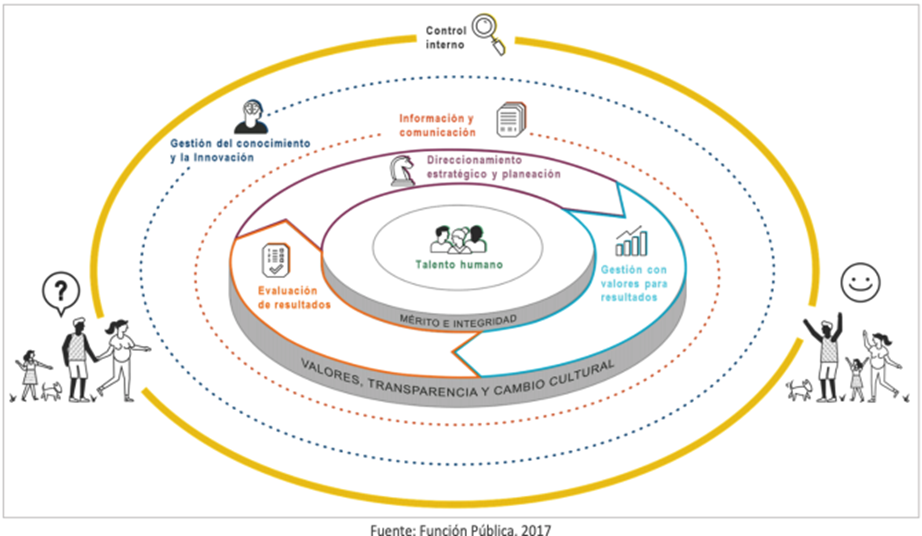 Control
interno
Gestión del conocimiento
y la Innovación
Información y
comunicación
Direccionamiento
estratégico y planeación
Talento humano
Gestión con
valores para
resultados
Evaluación
de resultados
MÉRITO E INTEGRIDAD
VALORES, TRANSPARENCIA Y CAMBIO CULTURAL
?
Fuente: Función Pública, 2017